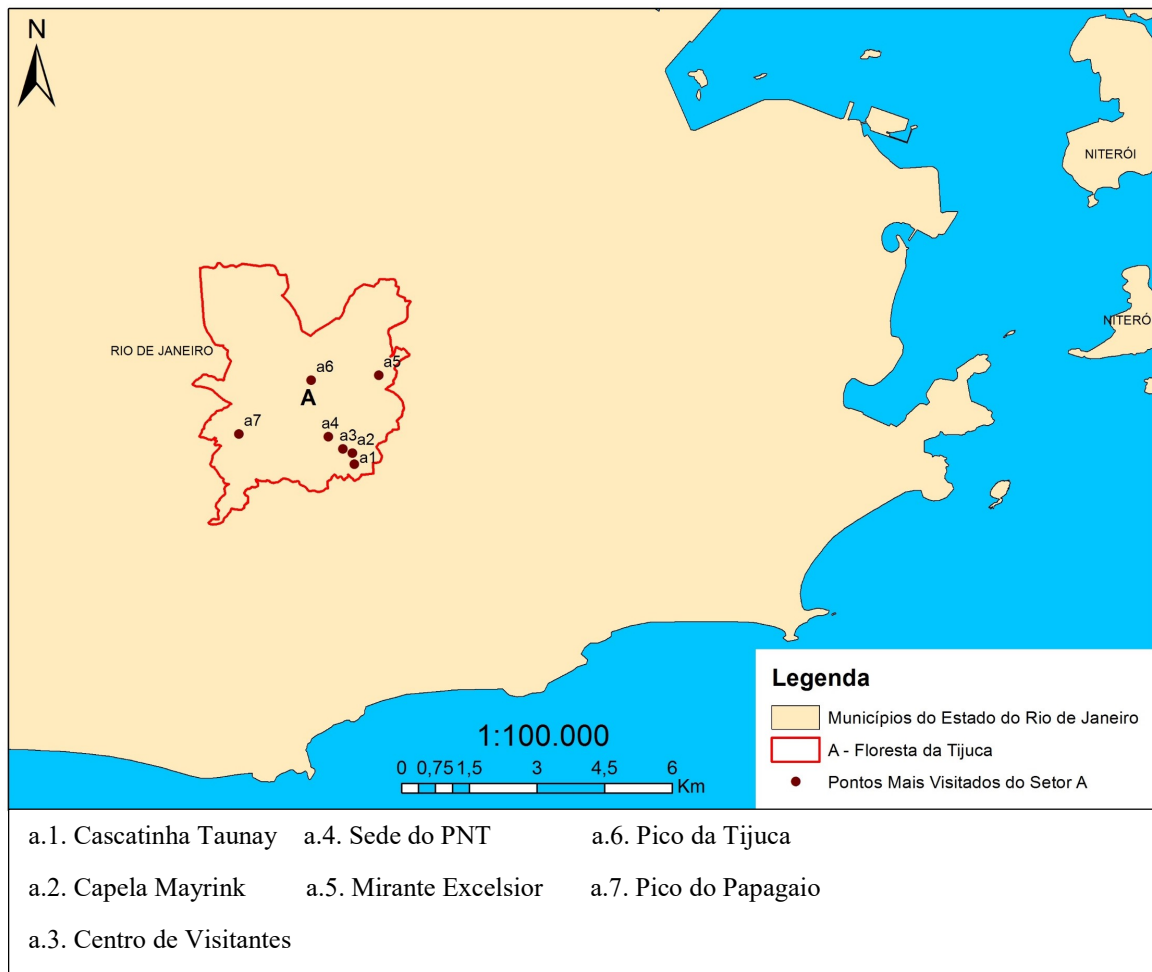 N
NITERÓI
NITERÓ
RIO DE JANEIRO
a6
a5
A
a7
a4
a3
a2
a1
1:100.000
0 0,75 1,5 3 4,5 6
Km
Legenda
Municípios do Estado do Rio de Janeiro
A - Floresta da Tijuca
Pontos Mais Visitados do Setor A
a.1. Cascatinha Taunay a.4. Sede do PNT a.6. Pico da Tijuca
a.2. Capela Mayrink a.5. Mirante Excelsior a.7. Pico do Papagaio
a.3. Centro de Visitantes